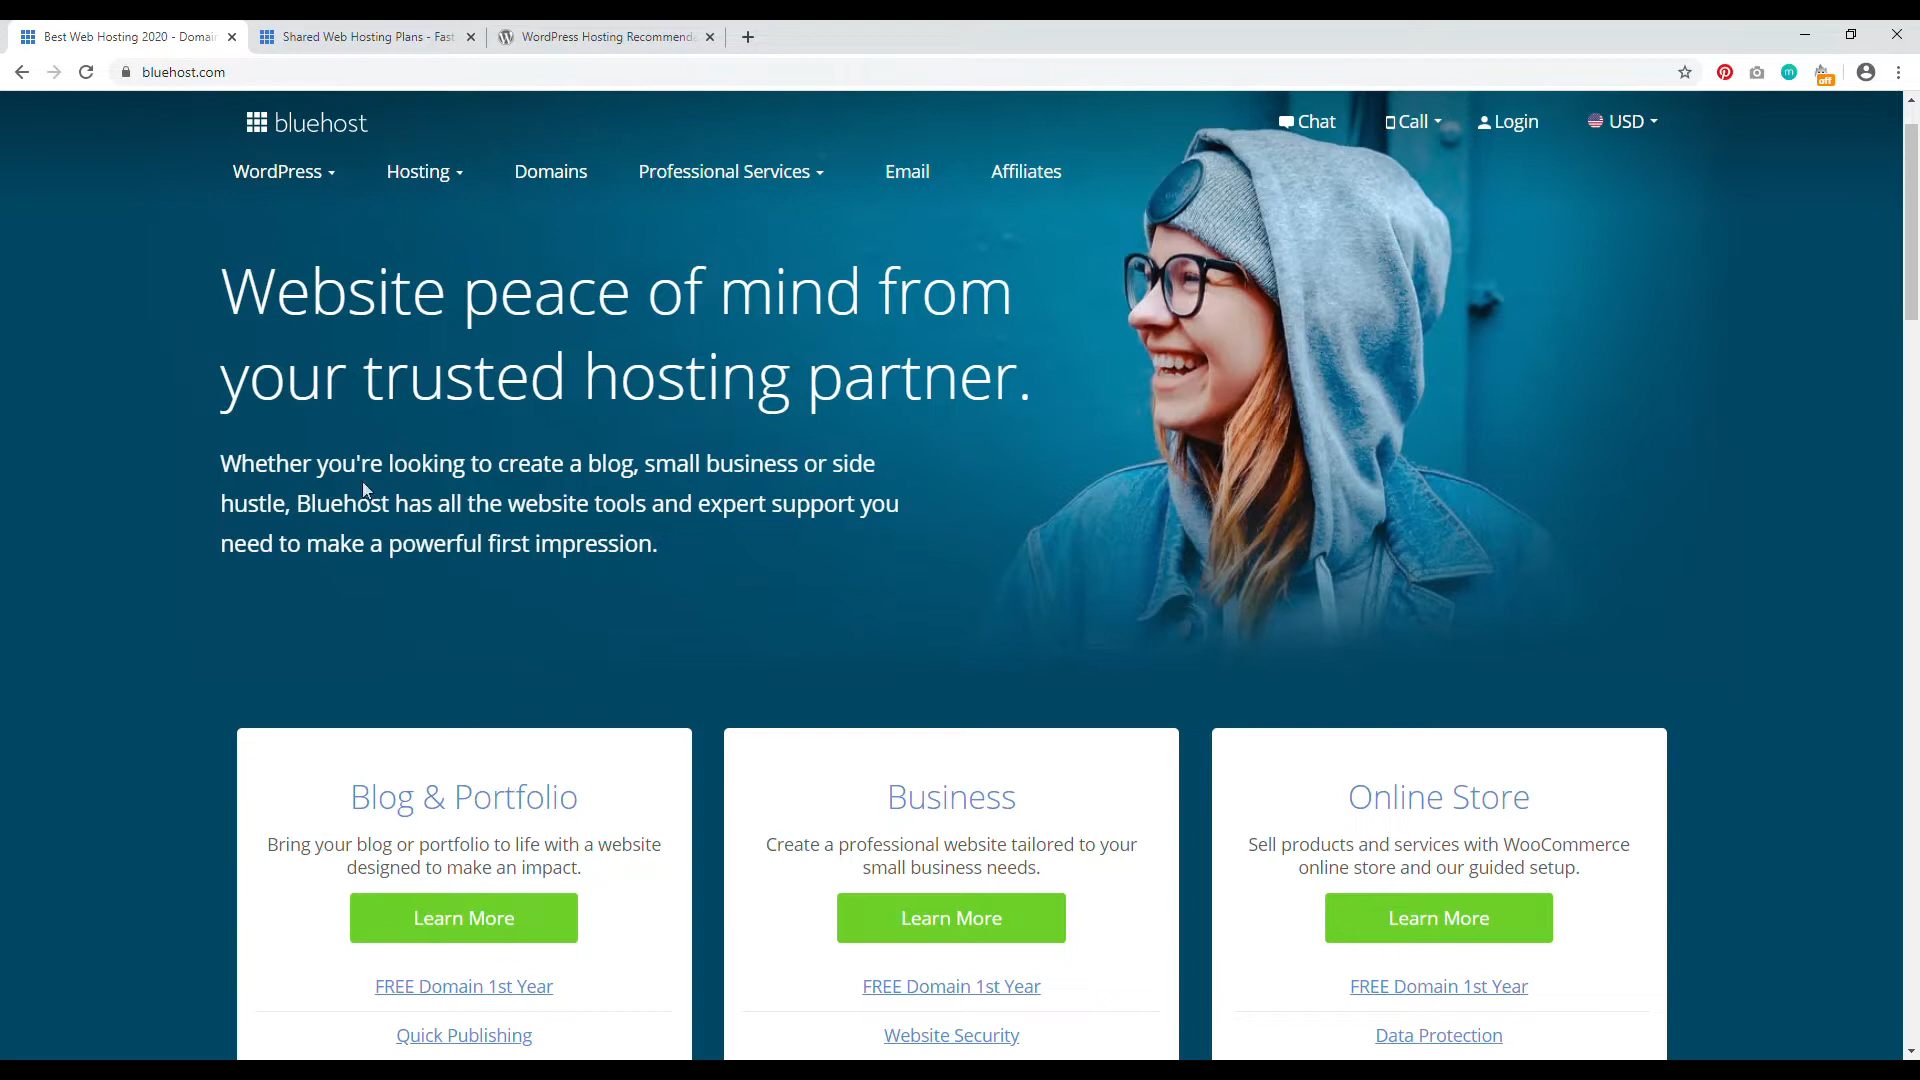 Best Web Hosting 2020 - Domai
Shared Web Hosting Plans - Fast
WordPress Hosting Recommenda
bluehost.com
m
off
bluehost
Chat
Call
Login
USD
WordPress
Hosting
Domains
Professional Services
Email
Affiliates
Website peace of mind from
your trusted hosting partner.
Whether you're looking to create a blog, small business or side
hustle, Bluehost has all the website tools and expert support you
need to make a powerful first impression.
Blog & Portfolio
Bring your blog or portfolio to life with a website
designed to make an impact.
Learn More
FREE Domain 1st Year
Quick Publishing
Business
Create a professional website tailored to your
small business needs.
Learn More
FREE Domain 1st Year
Website Security
Online Store
Sell products and services with WooCommerce
online store and our guided setup.
Learn More
FREE Domain 1st Year
Data Protection